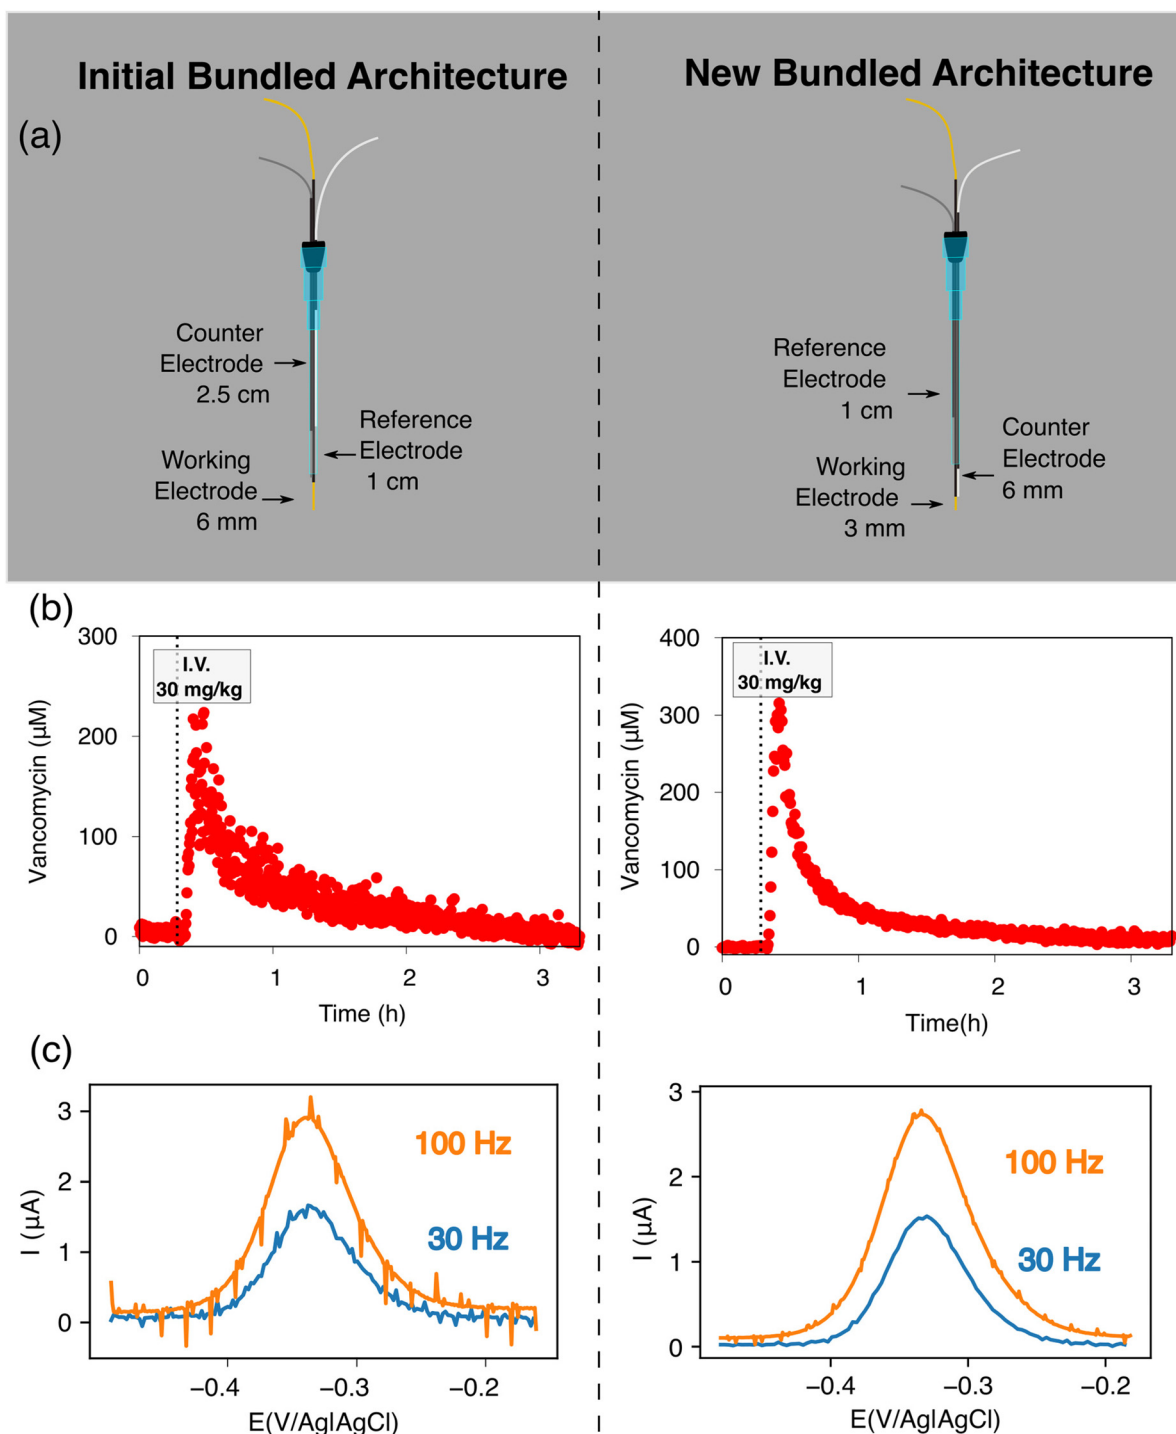 Initial Bundled Architecture
New Bundled Architecture
(a)
Counter
Electrode
2.5 cm
Reference
Electrode
1 cm
Working
Electrode
6 mm
Reference
Electrode
1 cm
Counter
Electrode
6 mm
Working
Electrode
3 mm
(b)
300
200
100
0
Vancomycin (µM)
I.V.
30 mg/kg
0 1 2 3
Time (h)
400
300
200
100
0
Vancomycin (µM)
I.V.
30 mg/kg
0 1 2 3
Time(h)
(c)
3
2
1
0
I (µA)
100 Hz
30 Hz
−0.4 −0.3 −0.2
E(V/Ag|AgCl)
3
2
1
0
I (µA)
100 Hz
30 Hz
−0.4 −0.3 −0.2
E(V/Ag|AgCl)